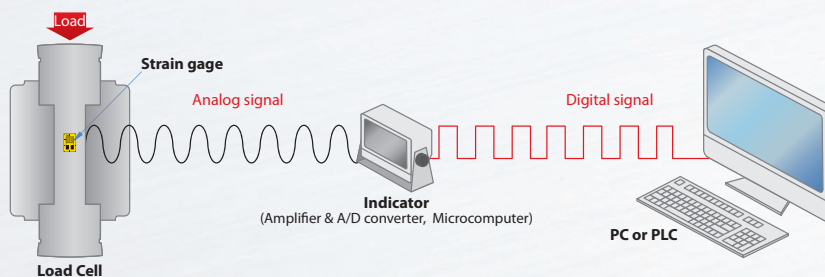 Load
Strain gage
Analog signal
Digital signal
Indicator
(Amplifier & A/D converter, Microcomputer)
PC or PLC
Load Cell